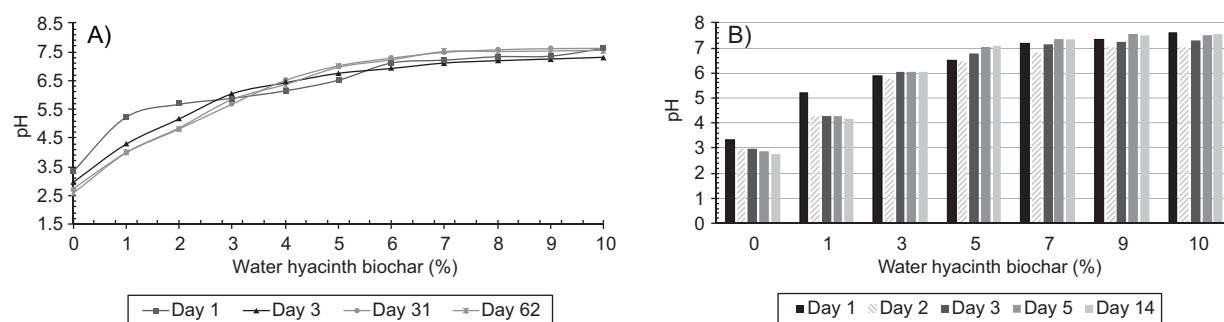 A)
8.5
7.5
6.5
5.5
4.5
3.5
2.5
1.5
pH
0 1 2 3 4 5 6 7 8 9 10
Water hyacinth biochar (%)
Day 1 Day 3 Day 31 Day 62
B)
8
7
6
5
4
3
2
1
0
pH
0 1 3 5 7 9 10
Water hyacinth biochar (%)
Day 1 Day 2 Day 3 Day 5 Day 14